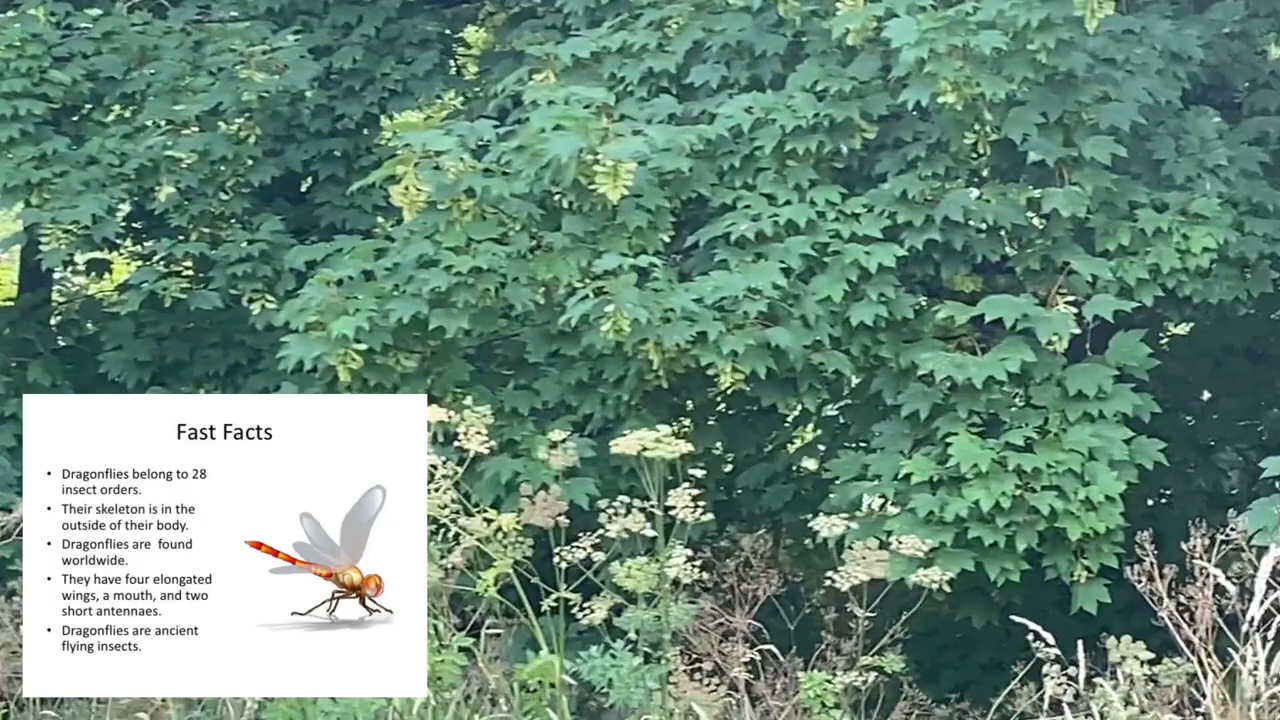 Fast Facts
• Dragonflies belong to 28
insect orders.
• Their skeleton is in the
outside of their body.
• Dragonflies are  found
worldwide.
• They have four elongated
wings, a mouth, and two
short antennaes.
• Dragonflies are ancient
flying insects.